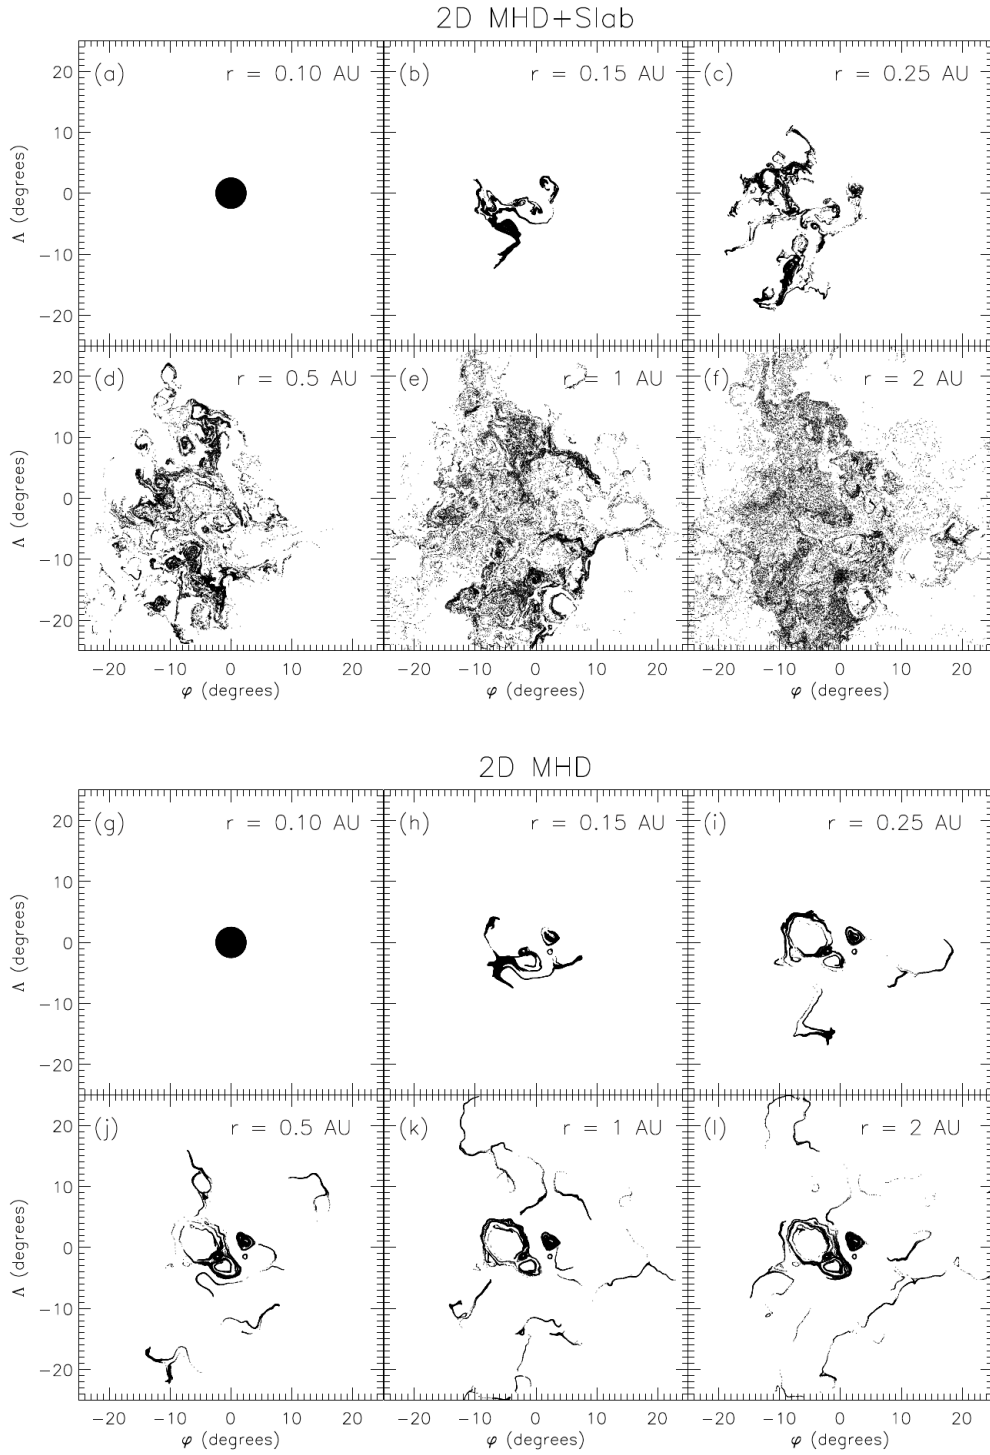 2D MHD+Slab
(a) r = 0.10 AU
(b) r = 0.15 AU
(c) r = 0.25 AU
20
10
0
−10
−20
Λ (degrees)
(d) r = 0.5 AU
(e) r = 1 AU
(f) r = 2 AU
20
10
0
−10
−20
Λ (degrees)
−20 −10 0 10 20
−20 −10 0 10 20
−20 −10 0 10 20
φ (degrees)
φ (degrees)
φ (degrees)
2D MHD
(g) r = 0.10 AU
(h) r = 0.15 AU
(i) r = 0.25 AU
20
10
0
−10
−20
Λ (degrees)
(j) r = 0.5 AU
(k) r = 1 AU
(l) r = 2 AU
20
10
0
−10
−20
Λ (degrees)
−20 −10 0 10 20
−20 −10 0 10 20
−20 −10 0 10 20
φ (degrees)
φ (degrees)
φ (degrees)